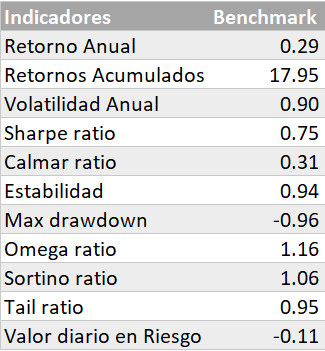 Indicadores Benchmark
Retorno Anual 0.29
Retornos Acumulados 17.95
Volatilidad Anual 0.90
Sharpe ratio 0.75
Calmar ratio 0.31
Estabilidad 0.94
Max drawdown -0.96
Omega ratio 1.16
Sortino ratio 1.06
Tail ratio 0.95
Valor diario en Riesgo -0.11